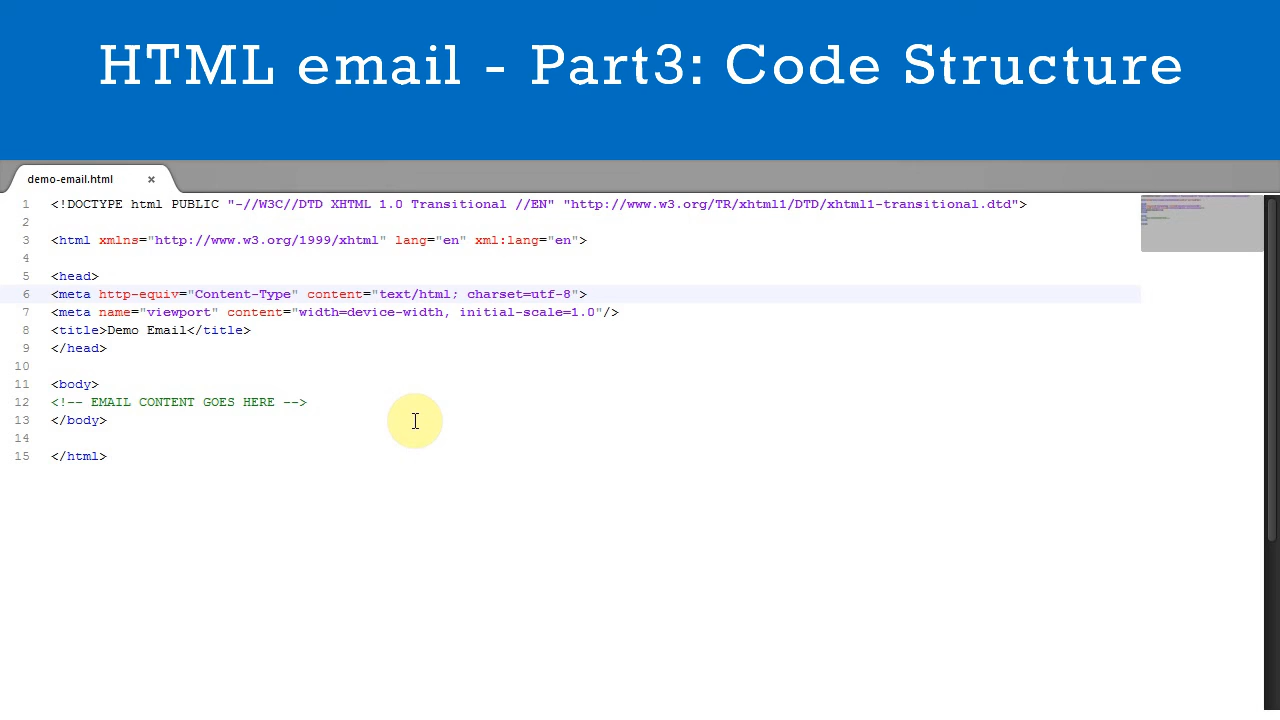 HTML email - Part3: Code Structure
demo-email.html ×
1 <!DOCTYPE html PUBLIC "-//W3C//DTD XHTML 1.0 Transitional //EN" "http://www.w3.org/TR/xhtml1/DTD/xhtml1-transitional.dtd">
2
3 <html xmlns="http://www.w3.org/1999/xhtml" lang="en" xml:lang="en">
4
5 <head>
6 <meta http-equiv="Content-Type" content="text/html; charset=utf-8">
7 <meta name="viewport" content="width=device-width, initial-scale=1.0"/>
8 <title>Demo Email</title>
9 </head>
10
11 <body>
12 <!-- EMAIL CONTENT GOES HERE -->
13 </body>
14
15 </html>